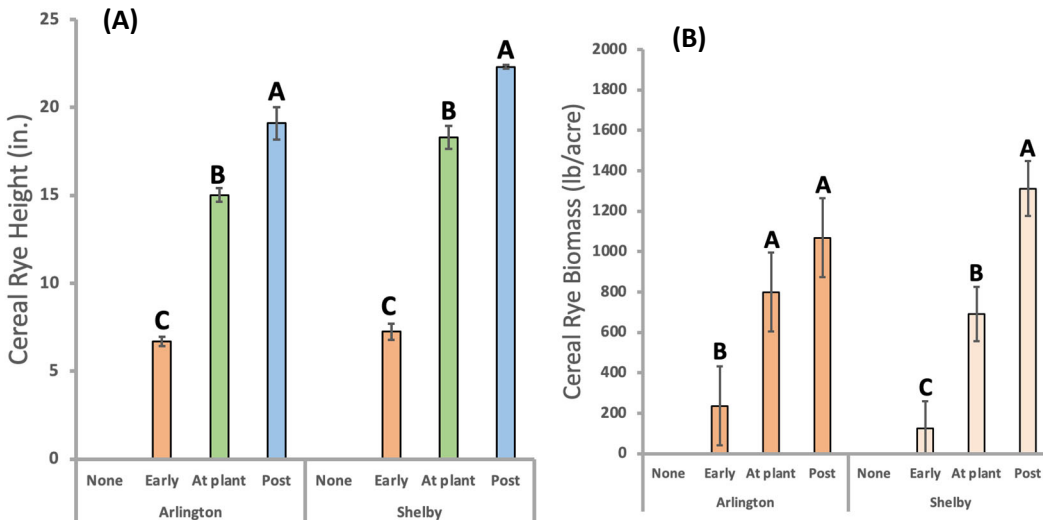 (A)
Cereal Rye Height (in.)
25
20
15
10
5
0
C
B
A
C
B
A
None Early At plant Post None Early At plant Post
Arlington Shelby
(B)
Cereal Rye Biomass (lb/acre)
2000
1800
1600
1400
1200
1000
800
600
400
200
0
B
A
A
C
B
A
None Early At plant Post None Early At plant Post
Arlington Shelby